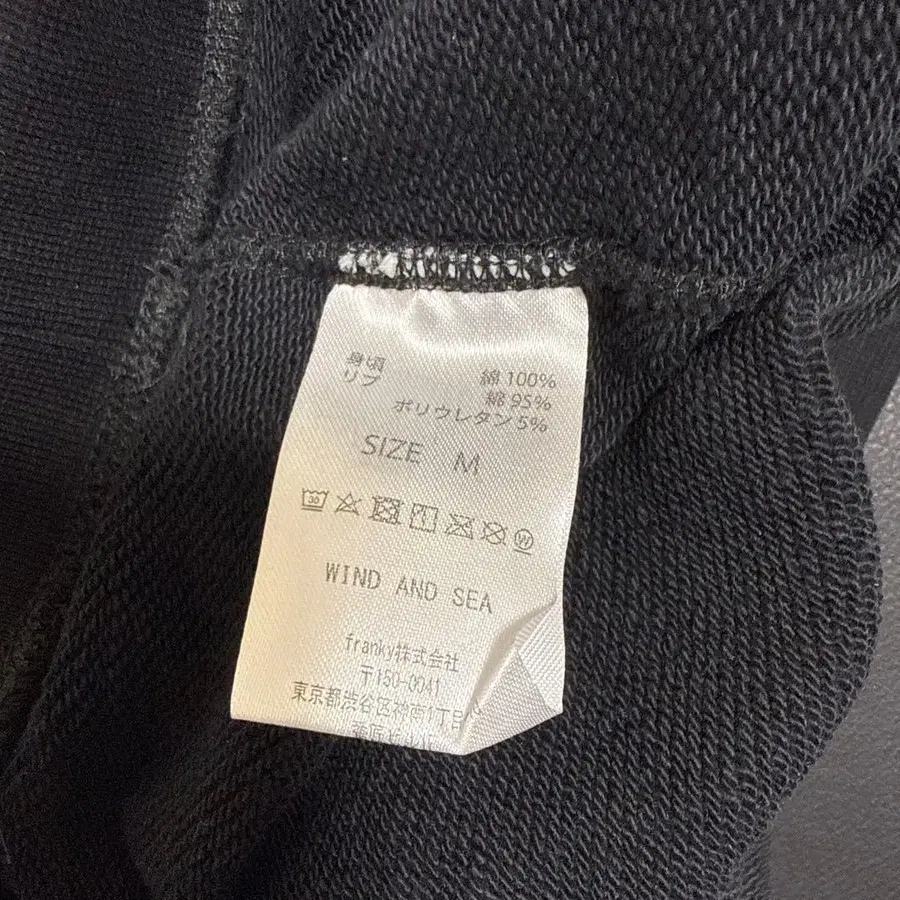 身頃 綿 100%
リブ 綿 95%
ポリウレタン 5%
SIZE M
30 W
WIND AND SEA
franky株式会社
〒150-0041
東京都渋谷区神南1丁目